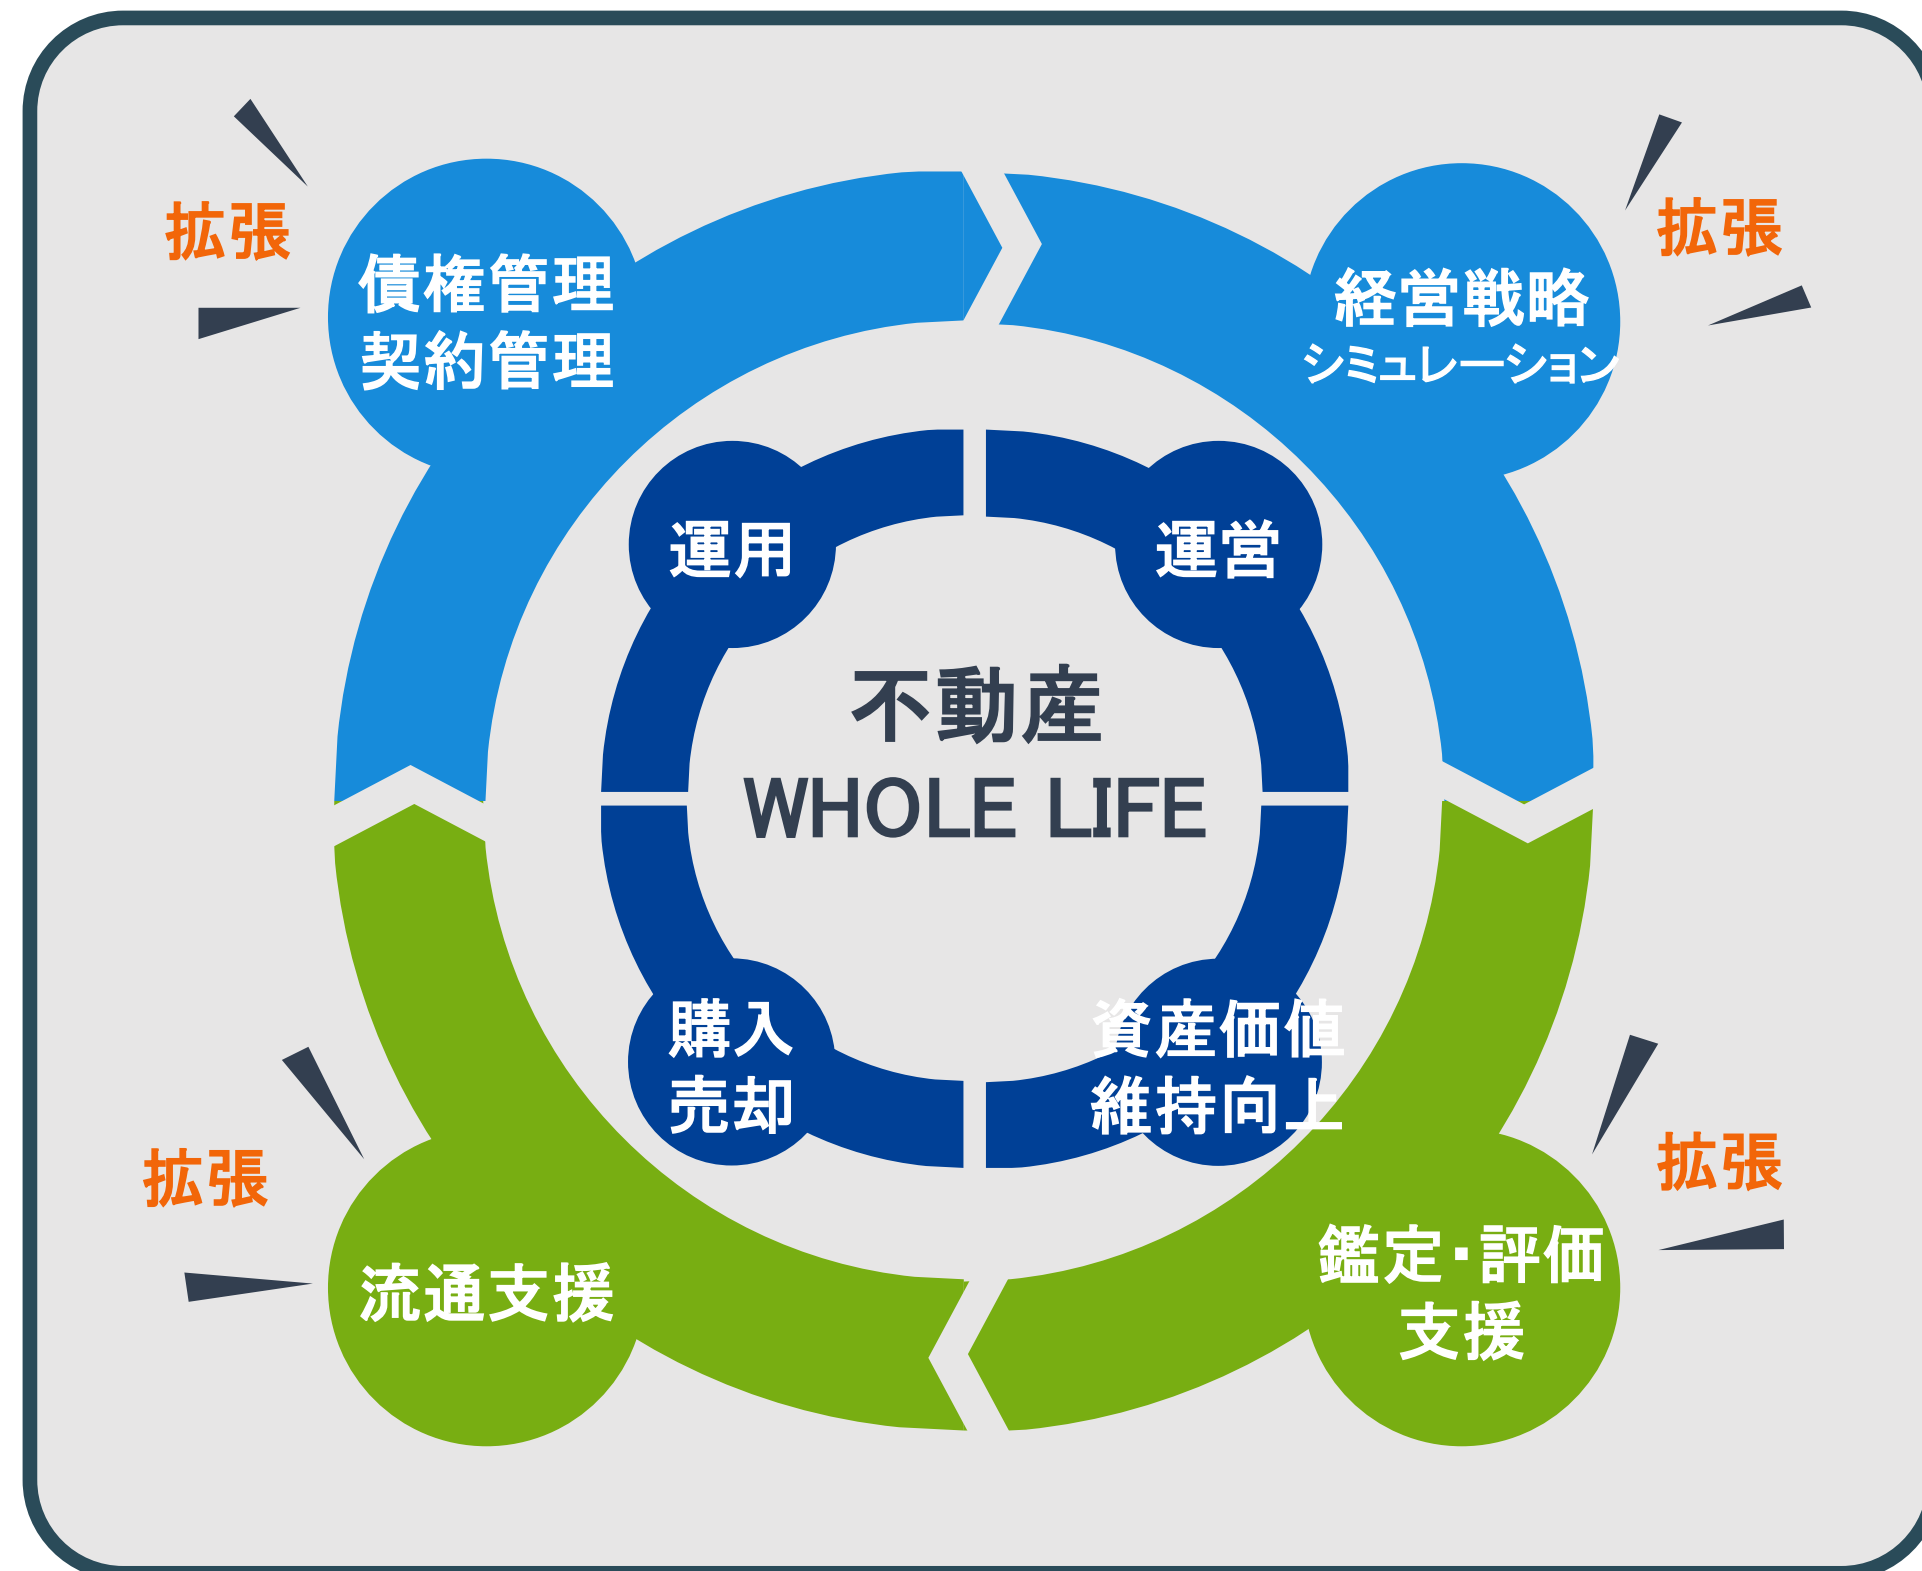 拡張
拡張
債権管理
契約管理
経営戦略
シミュレーション
運用
運営
不動産
WHOLE LIFE
購入
売却
資産価値
維持向上
拡張
拡張
流通支援
鑑定・評価
支援